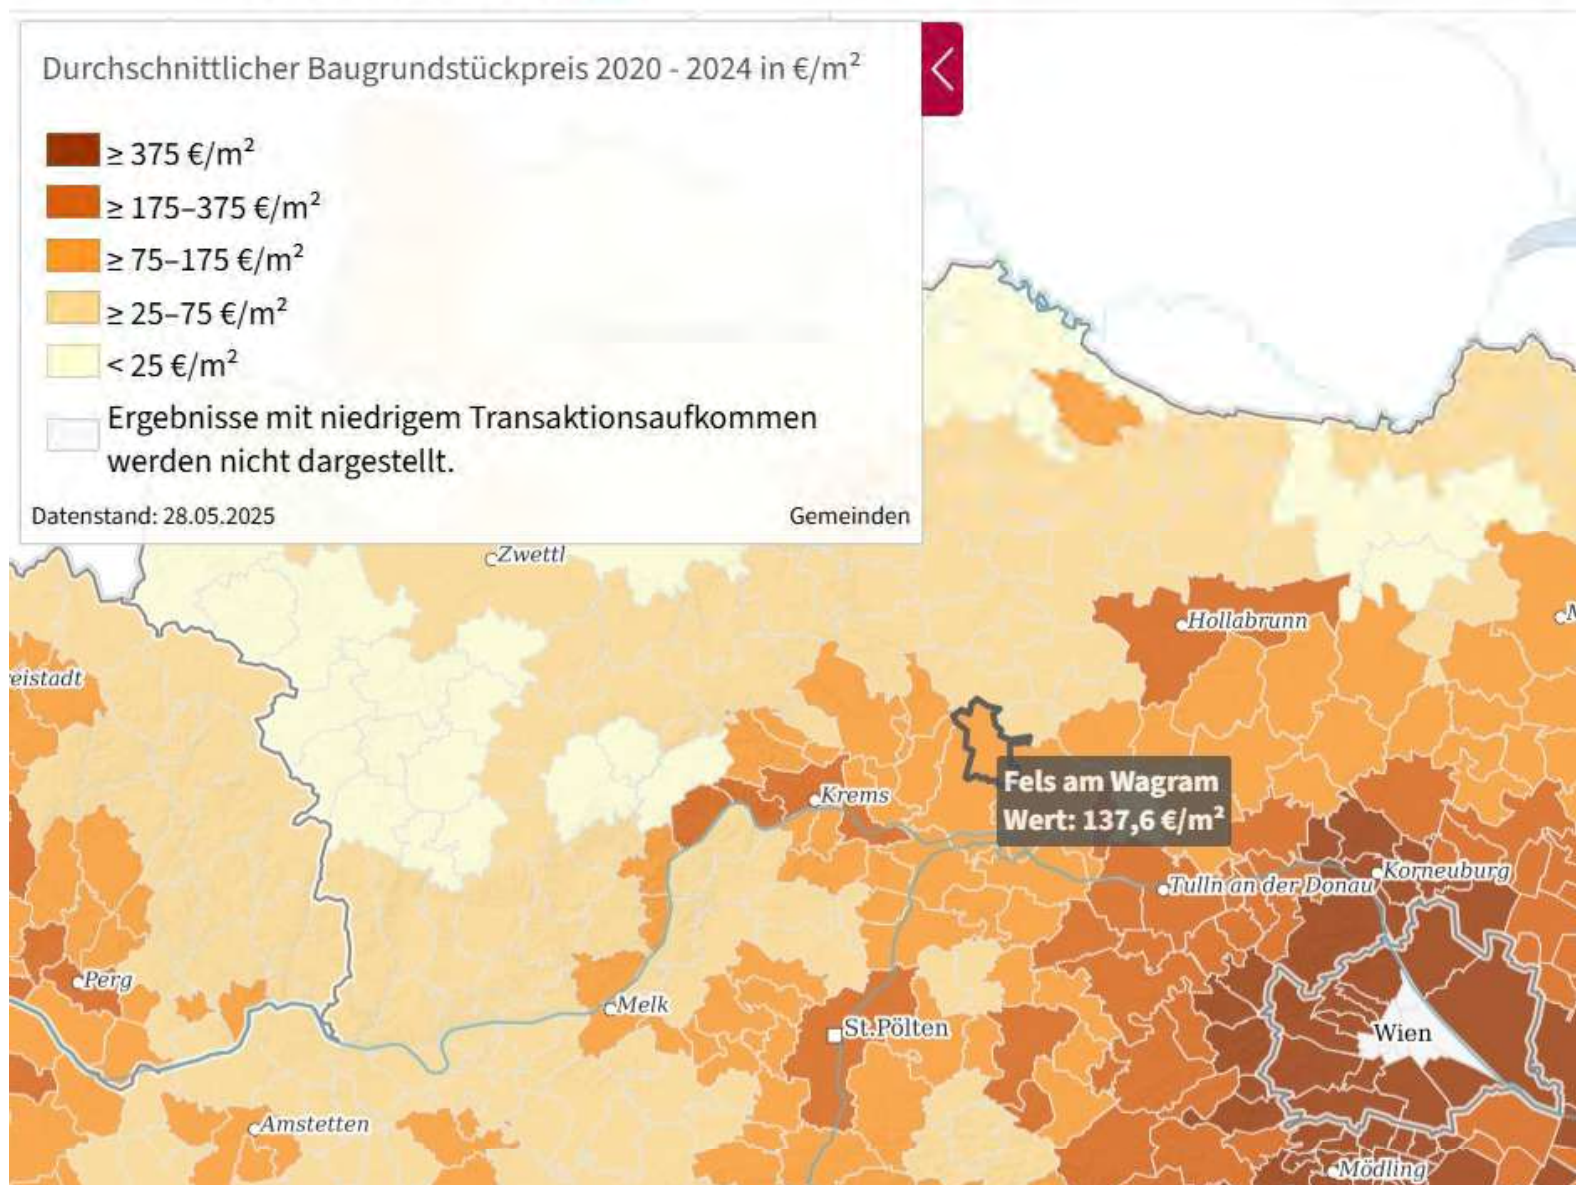 Durchschnittlicher Baugrundstückpreis 2020 - 2024 in €/m²
≥ 375 €/m²
≥ 175–375 €/m²
≥ 75–175 €/m²
≥ 25–75 €/m²
< 25 €/m²
Ergebnisse mit niedrigem Transaktionsaufkommen
werden nicht dargestellt.
Datenstand: 28.05.2025
Gemeinden
Zwettl
Hollabrunn
eistadt
Fels am Wagram
Wert: 137,6 €/m²
Krems
Korneuburg
Tulln an der Donau
Perg
Melk
St.Pölten
Wien
Amstetten
Mödling